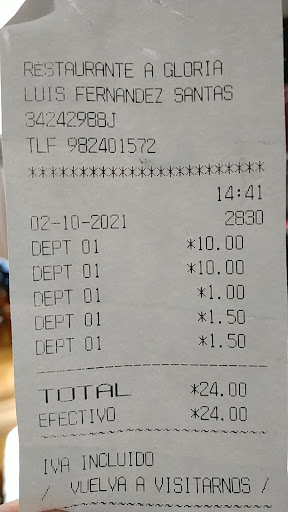 RESTAURANTE A GLORIA
LUIS FERNANDEZ SANTAS
34242988J
TLF 982401572
***********************
14:41
02-10-2021 2830
DEPT 01 *10.00
DEPT 01 *10.00
DEPT 01 *1.00
DEPT 01 *1.50
DEPT 01 *1.50
TOTAL *24.00
EFECTIVO *24.00
IVA INCLUIDO
/ VUELVA A VISITARNOS /